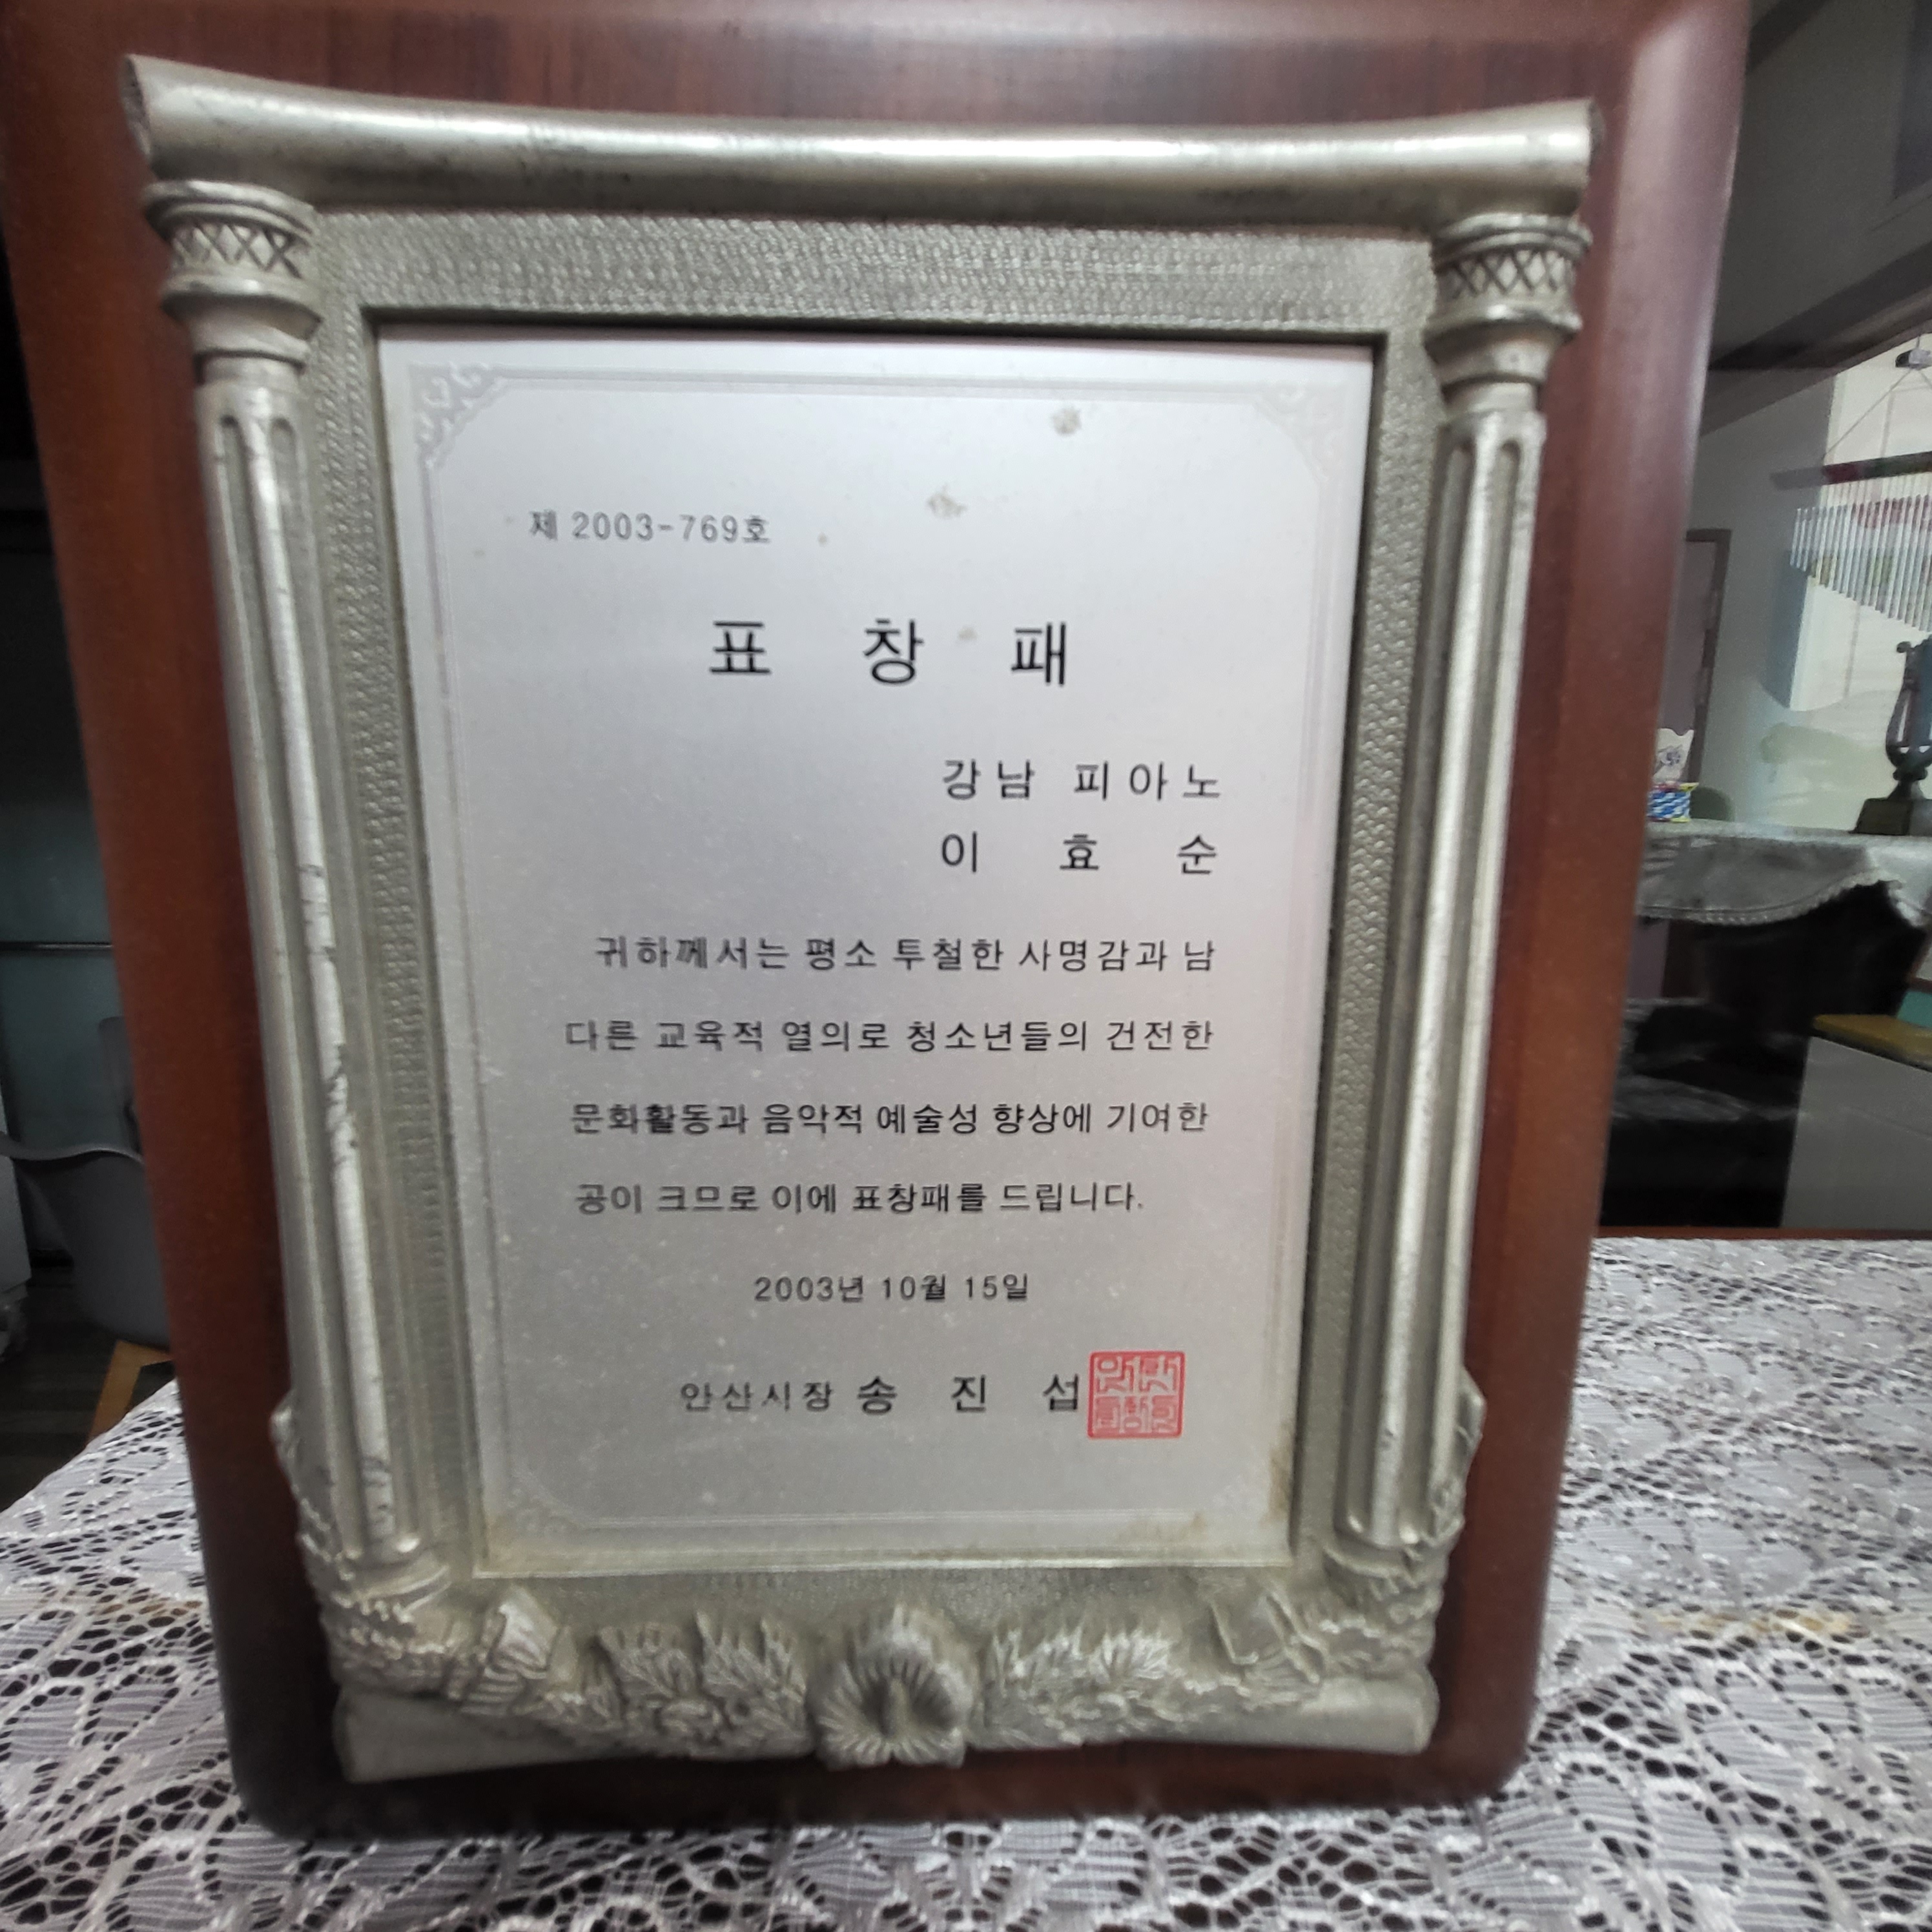 제 2003-769호
표 창 패
강남 피아노
이 효 순
귀하께서는 평소 투철한 사명감과 남
다른 교육적 열의로 청소년들의 건전한
문화활동과 음악적 예술성 향상에 기여한
공이 크므로 이에 표창패를 드립니다.
2003년 10월 15일
안산시장 송 진 섭